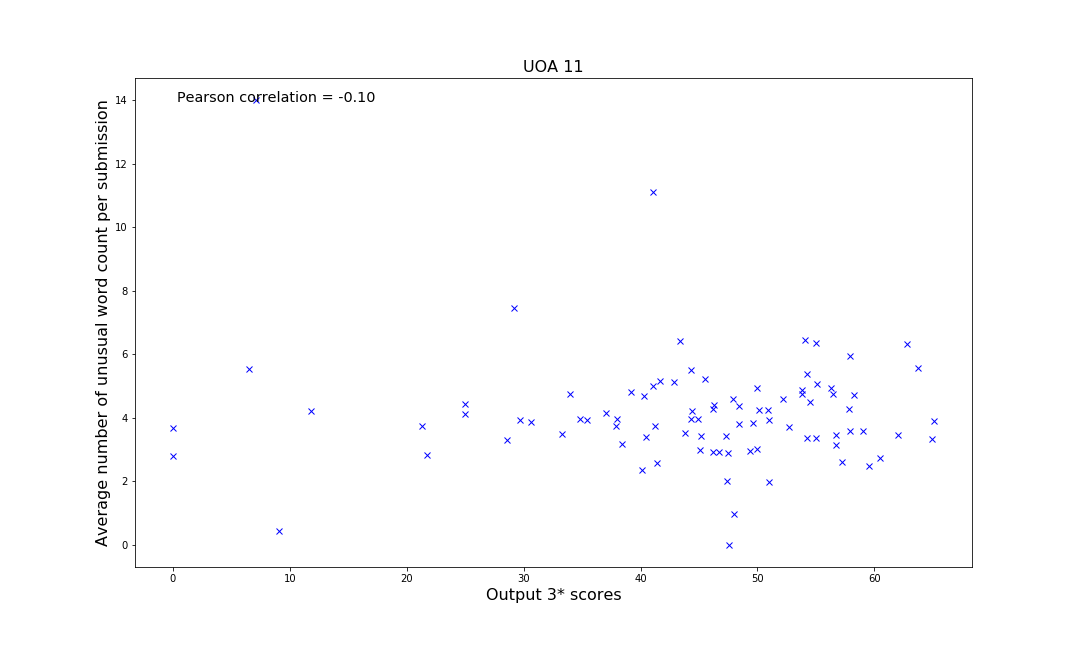 UOA 11
Pearson correlation = -0.10
Average number of unusual word count per submission
14
12
10
8
6
4
2
0
0 10 20 30 40 50 60
Output 3* scores